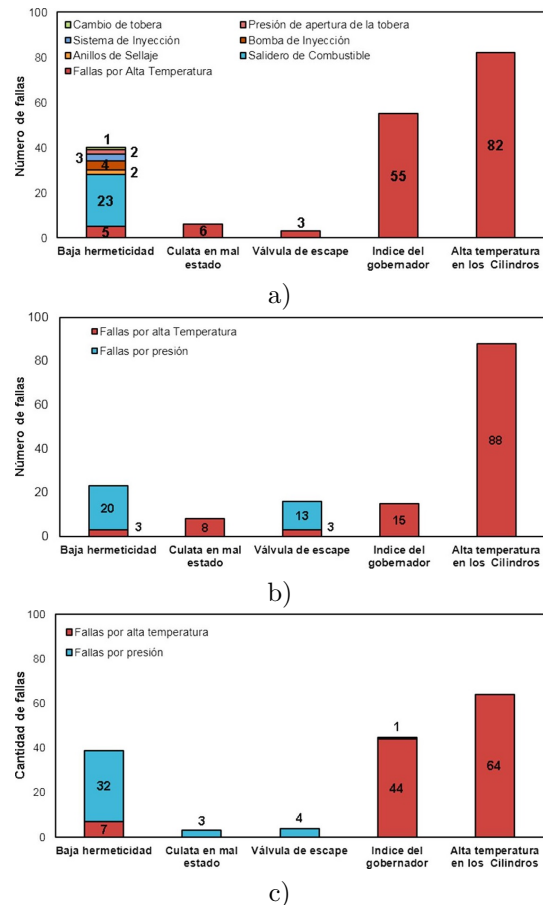 Cambio de tobera
Presión de apertura de la tobera
Sistema de Inyección
Bomba de Inyección
Anillos de Sellaje
Salidero de Combustible
Fallas por Alta Temperatura
Número de fallas
100
80
60
40
20
0
1
3
2
4
2
23
5
6
3
55
82
Baja hermeticidad
Culata en mal
estado
Válvula de escape
Indice del
gobernador
Alta temperatura
en los Cilindros
a)
Fallas por alta Temperatura
Fallas por presión
Número de fallas
100
80
60
40
20
0
20
3
8
13
3
15
88
Baja hermeticidad
Culata en mal
estado
Válvula de escape
Indice del
gobernador
Alta temperatura
en los Cilindros
b)
Fallas por alta temperatura
Fallas por presión
Cantidad de fallas
100
80
60
40
20
0
32
7
3
4
1
44
64
Baja hermeticidad
Culata en mal
estado
Válvula de escape
Indice del
gobernador
Alta temperatura
en los Cilindros
c)